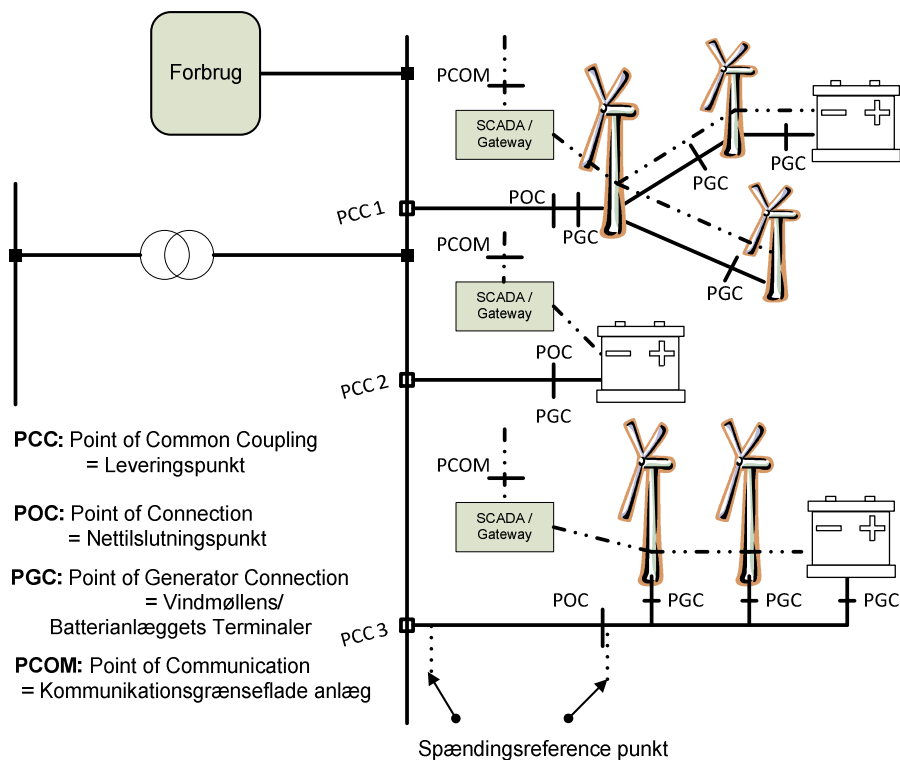 Forbrug
PCOM
SCADA /
Gateway
PGC
PGC
POC
PGC
PGC
PCC 1
PCOM
SCADA /
Gateway
POC
PCC 2
PGC
PCC: Point of Common Coupling
= Leveringspunkt
POC: Point of Connection
= Nettilslutningspunkt
PGC: Point of Generator Connection
= Vindmøllens/
Batterianlæggets Terminaler
PCOM: Point of Communication
= Kommunikationsgrænseflade anlæg
PCOM
SCADA /
Gateway
POC
PGC
PGC
PGC
PCC 3
Spændingsreference punkt